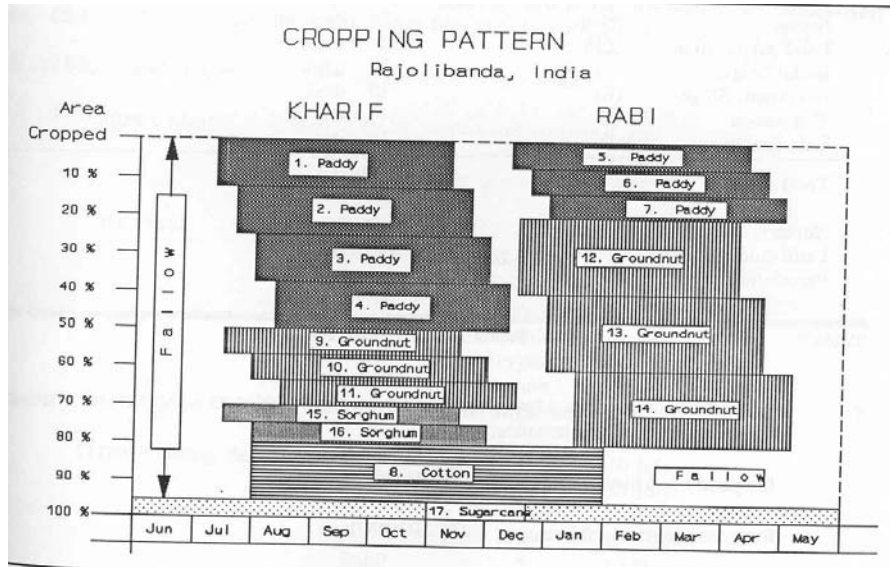 CROPPING PATTERN
Rajolibanda, India
Area
Cropped
KHARIF
RABI
10 %
20 %
30 %
40 %
50 %
60 %
70 %
80 %
90 %
100 %
Fallow
1. Paddy
2. Paddy
3. Paddy
4. Paddy
9. Groundnut
10. Groundnut
11. Groundnut
15. Sorghum
16. Sorghum
8. Cotton
5. Paddy
6. Paddy
7. Paddy
12. Groundnut
13. Groundnut
14. Groundnut
Fallow
17. Sugarcane
Jun Jul Aug Sep Oct Nov Dec Jan Feb Mar Apr May